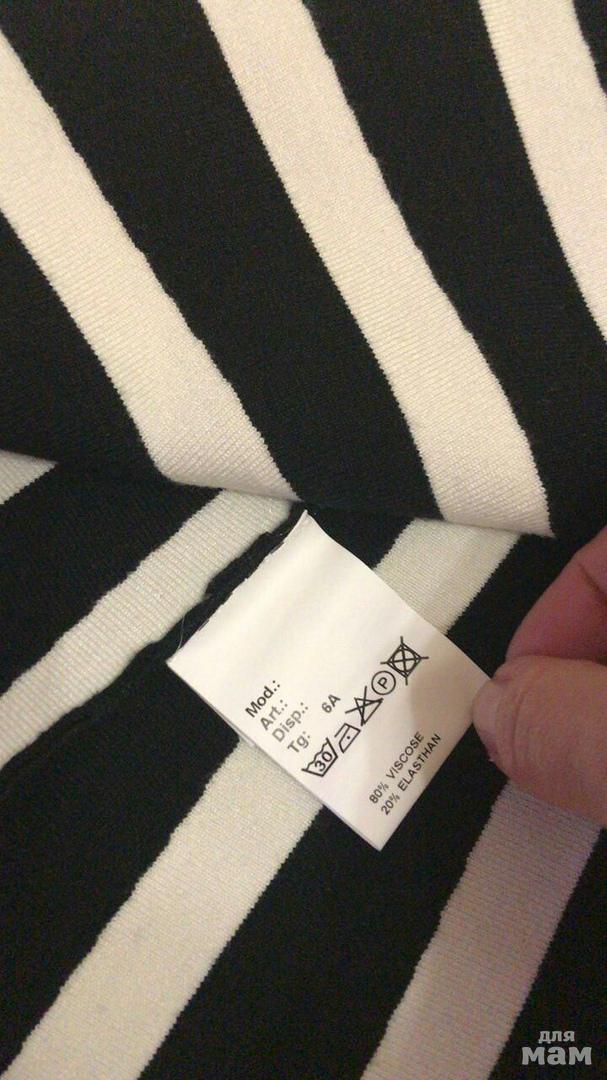 Mod.:
Art.:
Disp.:
Tg: 6A
30 P
80% VISCOSE
20% ELASTHAN
для
мам